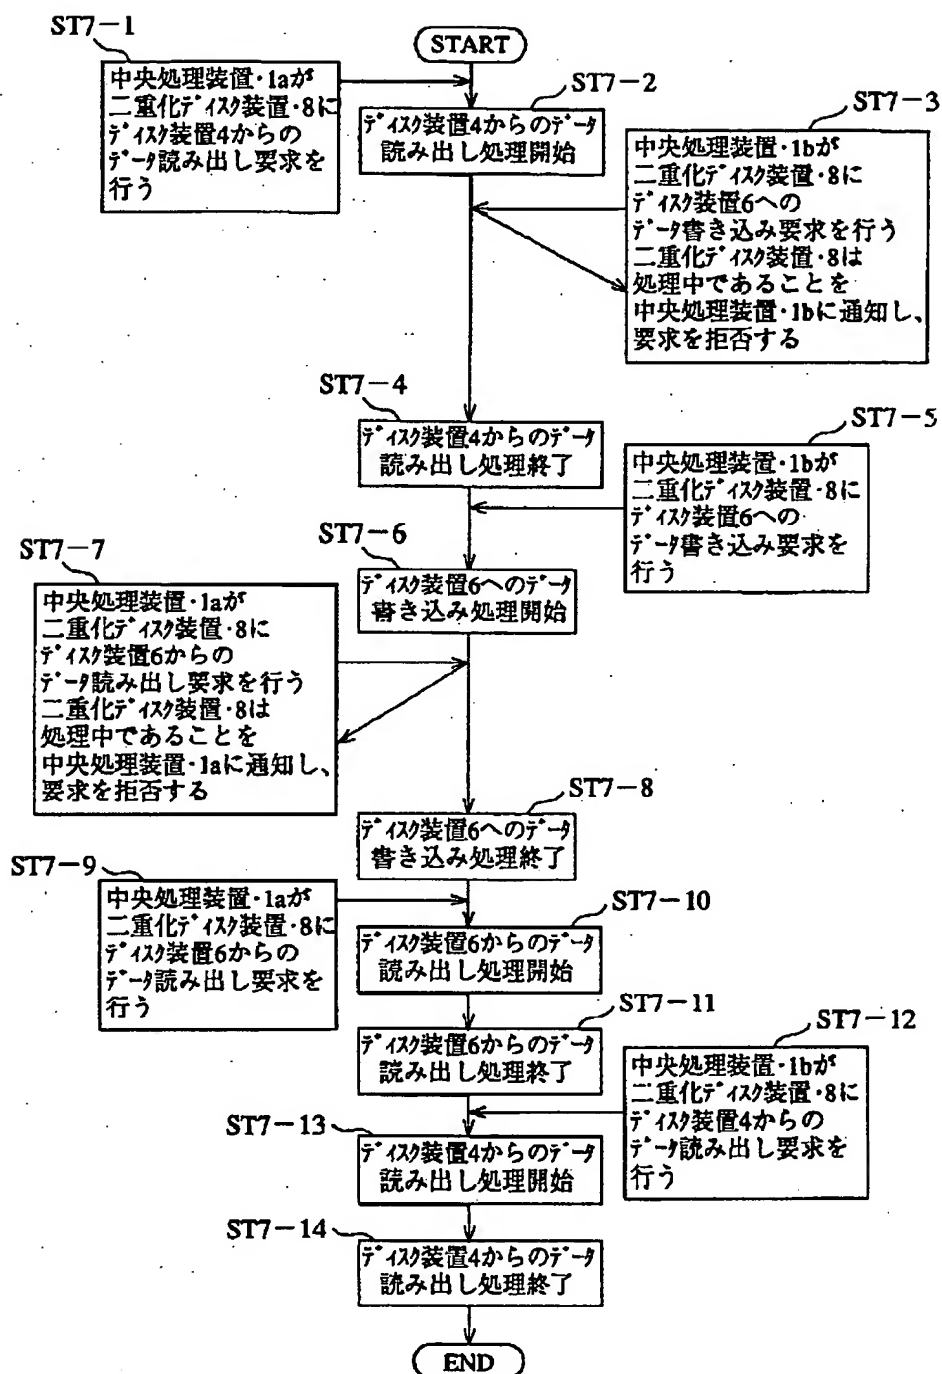 START
ST7-1
中央処理装置・1aが
二重化ディスク装置・8に
ディスク装置4からの
データ読み出し要求を
行う
ST7-2
ディスク装置4からのデータ
読み出し処理開始
ST7-3
中央処理装置・1bが
二重化ディスク装置・8に
ディスク装置6への
データ書き込み要求を行う
二重化ディスク装置・8は
処理中であることを
中央処理装置・1bに通知し、
要求を拒否する
ST7-4
ディスク装置4からのデータ
読み出し処理終了
ST7-5
中央処理装置・1bが
二重化ディスク装置・8に
ディスク装置6への
データ書き込み要求を
行う
ST7-6
ディスク装置6へのデータ
書き込み処理開始
ST7-7
中央処理装置・1aが
二重化ディスク装置・8に
ディスク装置6からの
データ読み出し要求を行う
二重化ディスク装置・8は
処理中であることを
中央処理装置・1aに通知し、
要求を拒否する
ST7-8
ディスク装置6へのデータ
書き込み処理終了
ST7-9
中央処理装置・1aが
二重化ディスク装置・8に
ディスク装置6からの
データ読み出し要求を
行う
ST7-10
ディスク装置6からのデータ
読み出し処理開始
ST7-11
ディスク装置6からのデータ
読み出し処理終了
ST7-12
中央処理装置・1bが
二重化ディスク装置・8に
ディスク装置4からの
データ読み出し要求を
行う
ST7-13
ディスク装置4からのデータ
読み出し処理開始
ST7-14
ディスク装置4からのデータ
読み出し処理終了
END